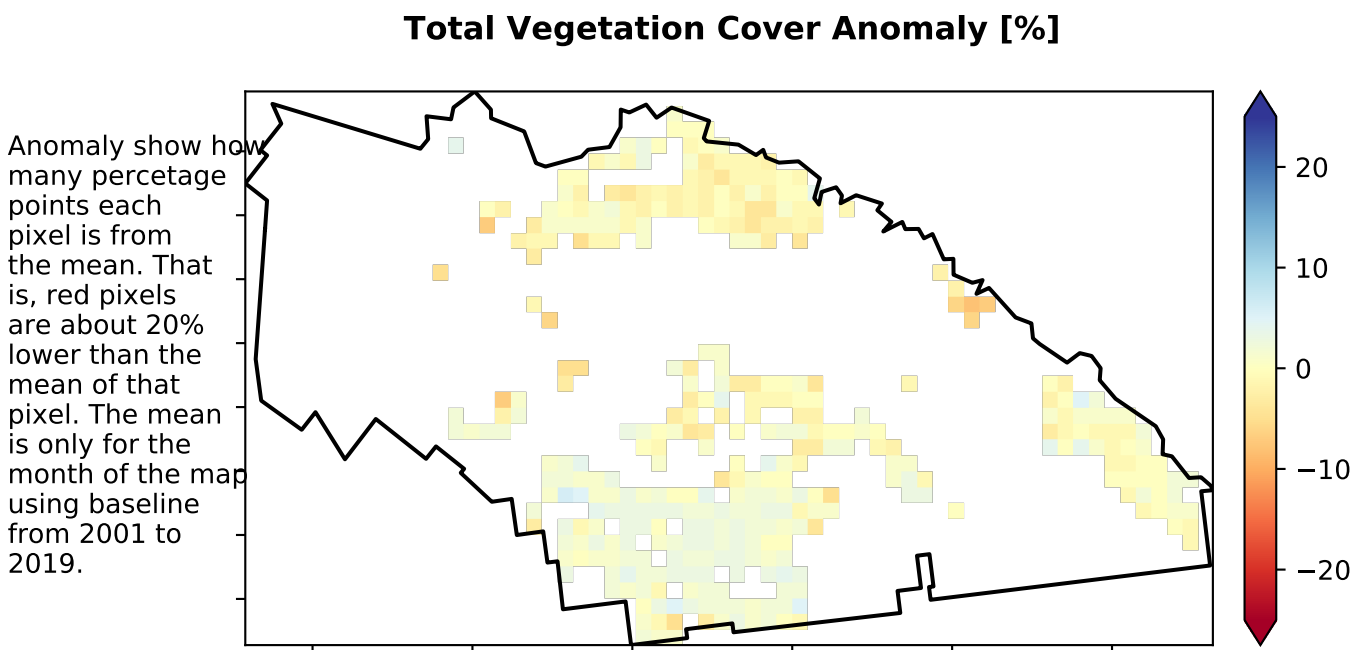 Total Vegetation Cover Anomaly [%]
Anomaly show how
many percetage
points each
pixel is from
the mean. That
is, red pixels
are about 20%
lower than the
mean of that
pixel. The mean
is only for the
month of the map
using baseline
from 2001 to
2019.
20
10
0
−10
−20